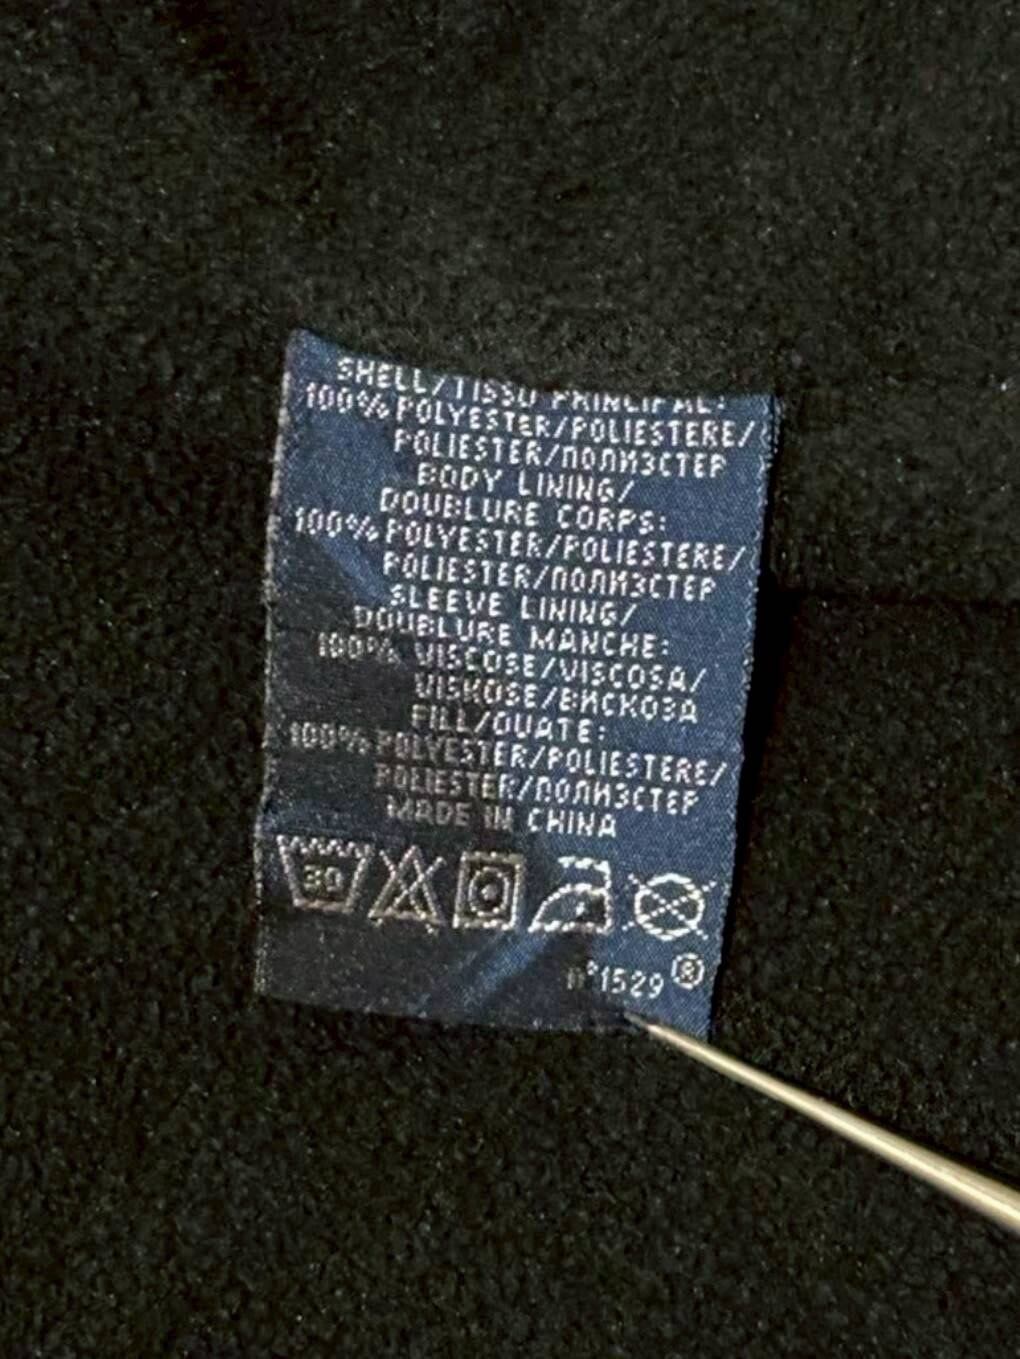 SHELL/TISSU PRINCIPAL:
100% POLYESTER/POLIESTERE/
POLIESTER/ПОЛИЭСТЕР
BODY LINING/
DOUBLURE CORPS:
100% POLYESTER/POLIESTERE/
POLIESTER/ПОЛИЭСТЕР
SLEEVE LINING/
DOUBLURE MANCHE:
100% VISCOSE/VISCOSA/
VISKOSE/ВИСКОЗА
FILL/OUATE:
100% POLYESTER/POLIESTERE/
POLIESTER/ПОЛИЭСТЕР
MADE IN CHINA
30
n°1529 ®